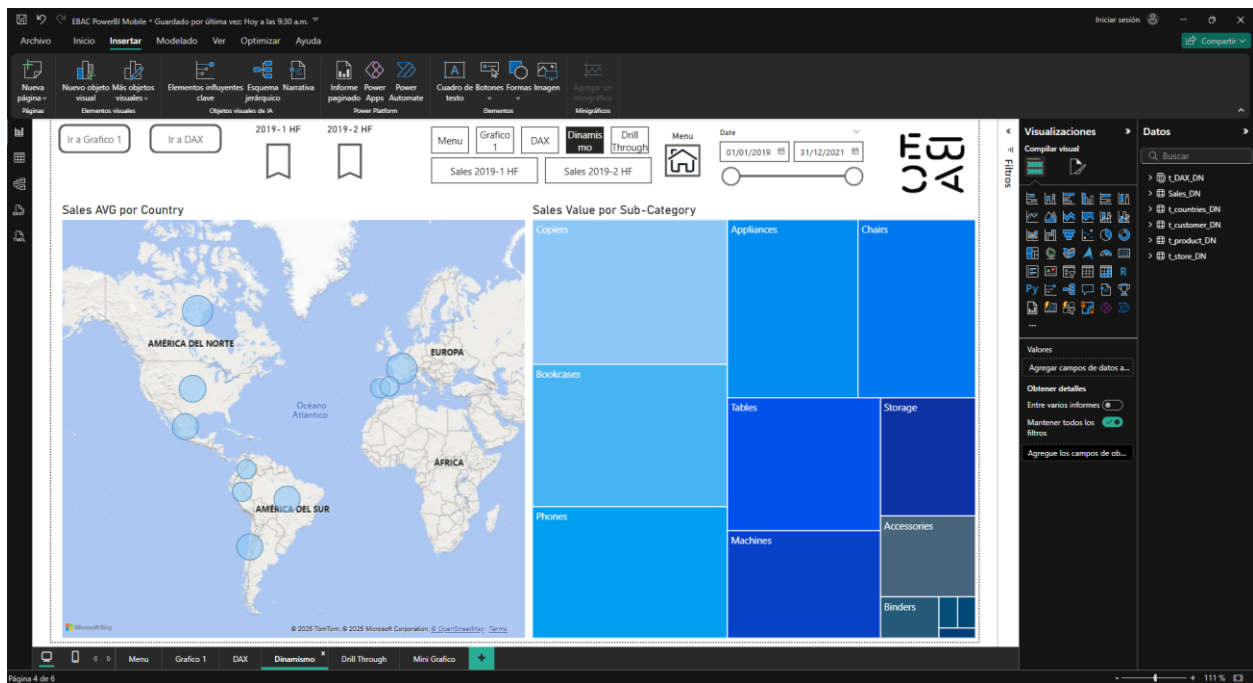 EBAC PowerBI Mobile • Guardado por última vez: Hoy a las 9:30 a.m.
Iniciar sesión
Archivo Inicio Insertar Modelado Ver Optimizar Ayuda
Compartir
Nueva página
Nuevo objeto visual
Más objetos visuales
Elementos influyentes clave
Esquema jerárquico
Narrativa
Informe paginado
Power Apps
Power Automate
Cuadro de texto
Botones
Formas
Imagen
Agregar un minigráfico
Páginas
Elementos visuales
Objetos visuales de IA
Power Platform
Elementos
Minigráficos
Ir a Grafico 1
Ir a DAX
2019-1 HF
2019-2 HF
Menu
Grafico
1
DAX
Dinamis
mo
Drill
Through
Sales 2019-1 HF
Sales 2019-2 HF
Menu
Date
01/01/2019
31/12/2021
EBAC
Sales AVG por Country
AMÉRICA DEL NORTE
EUROPA
Océano
Atlántico
ÁFRICA
AMÉRICA DEL SUR
Microsoft Bing
© 2025 TomTom, © 2025 Microsoft Corporation, © OpenStreetMap Terms
Sales Value por Sub-Category
Copiers
Appliances
Chairs
Bookcases
Tables
Storage
Phones
Machines
Accessories
Binders
Filtros
Visualizaciones
Compilar visual
R
Py
...
Valores
Agregar campos de datos a...
Obtener detalles
Entre varios informes
Mantener todos los
filtros
Agregue los campos de ob...
Datos
Buscar
t_DAX_DN
Sales_DN
t_countries_DN
t_customer_DN
t_product_DN
t_store_DN
Menu Grafico 1 DAX Dinamismo Drill Through Mini Grafico
Página 4 de 6
111 %